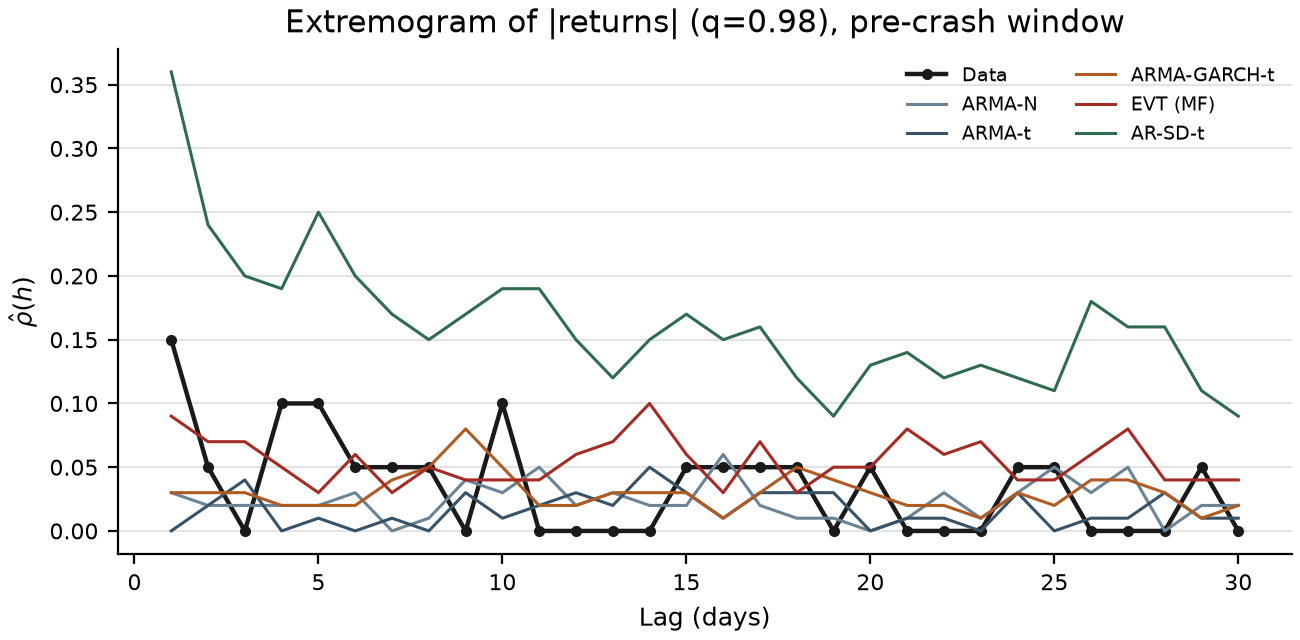 Extremogram of |returns| (q=0.98), pre-crash window
Data
ARMA-N
ARMA-t
ARMA-GARCH-t
EVT (MF)
AR-SD-t
0.35
0.30
0.25
0.20
0.15
0.10
0.05
0.00
ρ̂(h)
0 5 10 15 20 25 30
Lag (days)